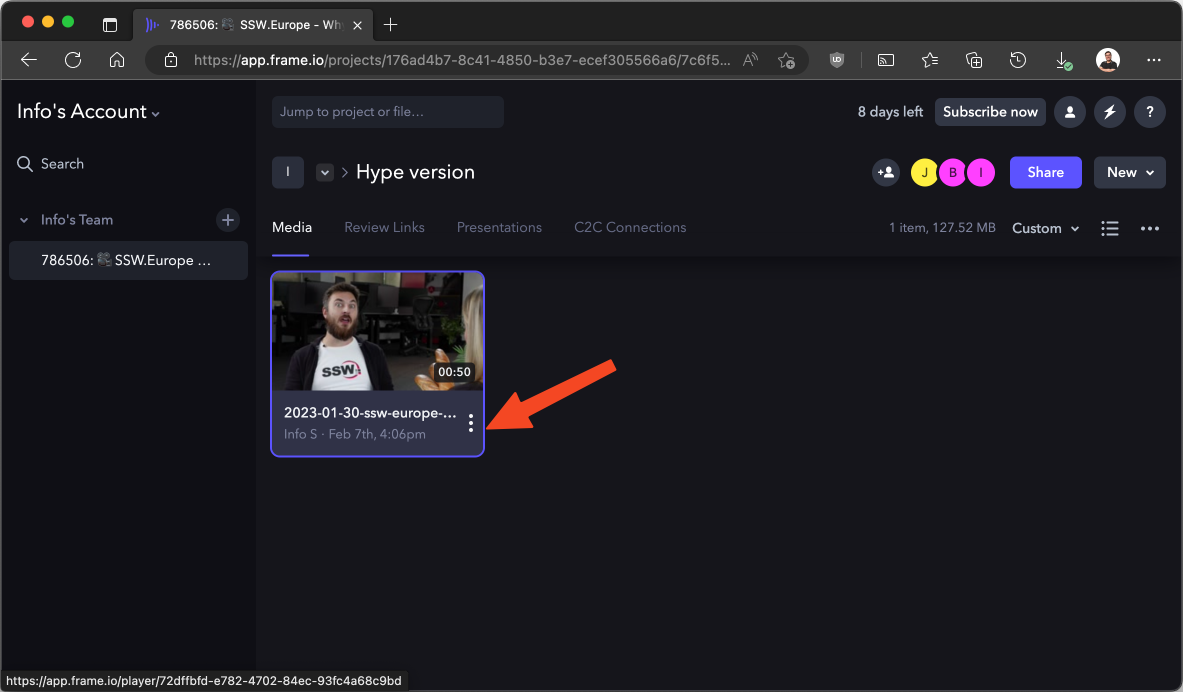 786506: SSW.Europe - Wh
https://app.frame.io/projects/176ad4b7-8c41-4850-b3e7-ecef305566a6/7c6f5...
Info's Account
Jump to project or file...
8 days left
Subscribe now
?
Search
I
Hype version
J
B
I
Share
New
Info's Team
Media
Review Links
Presentations
C2C Connections
1 item, 127.52 MB
Custom
786506: SSW.Europe ...
SSW
00:50
2023-01-30-ssw-europe-...
Info S · Feb 7th, 4:06pm
https://app.frame.io/player/72dffbfd-e782-4702-84ec-93fc4a68c9bd